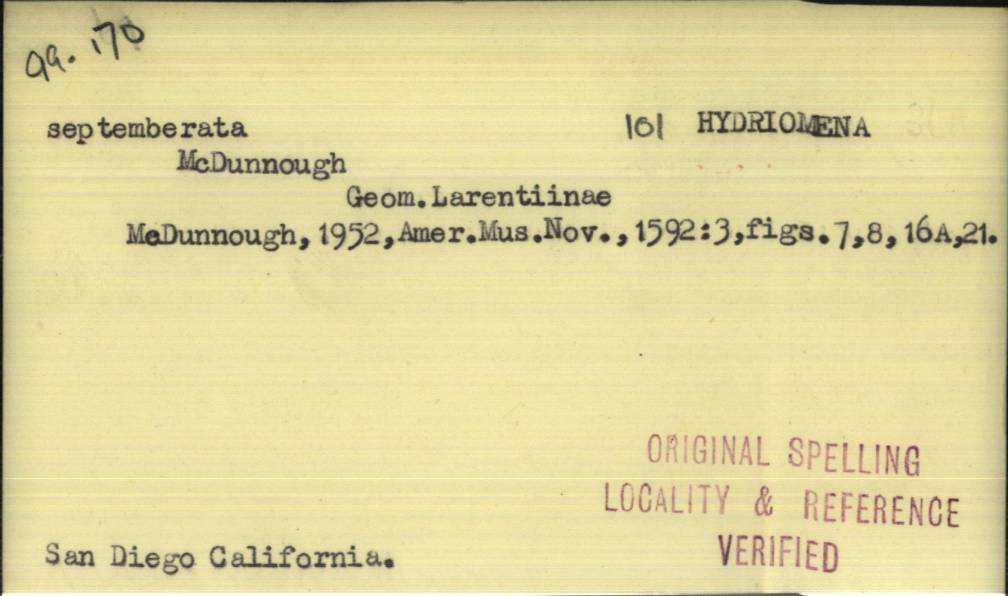 99. 170
septemberata 101 HYDRIOMENA
McDunnough
Geom. Larentiinae
McDunnough, 1952, Amer. Mus. Nov., 1592:3, figs. 7, 8, 16A, 21.
ORIGINAL SPELLING
LOCALITY & REFERENCE
VERIFIED
San Diego California.